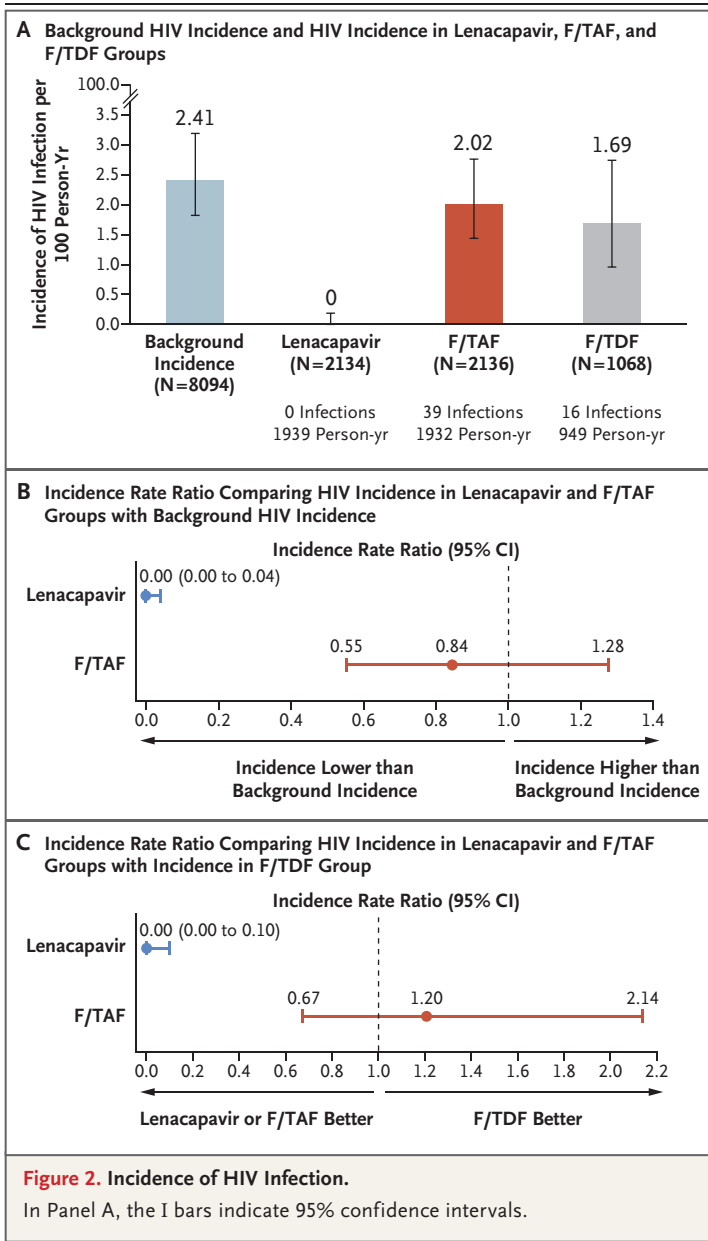 A Background HIV Incidence and HIV Incidence in Lenacapavir, F/TAF, and
F/TDF Groups
Incidence of HIV Infection per
100 Person-Yr
100.0
3.5
3.0
2.5
2.0
1.5
1.0
0.5
0.0
2.41
0
2.02
1.69
Background
Incidence
(N=8094)
Lenacapavir
(N=2134)
F/TAF
(N=2136)
F/TDF
(N=1068)
0 Infections
1939 Person-yr
39 Infections
1932 Person-yr
16 Infections
949 Person-yr
B Incidence Rate Ratio Comparing HIV Incidence in Lenacapavir and F/TAF
Groups with Background HIV Incidence
Incidence Rate Ratio (95% CI)
0.00 (0.00 to 0.04)
Lenacapavir
0.55 0.84 1.28
F/TAF
0.0 0.2 0.4 0.6 0.8 1.0 1.2 1.4
Incidence Lower than
Background Incidence
Incidence Higher than
Background Incidence
C Incidence Rate Ratio Comparing HIV Incidence in Lenacapavir and F/TAF
Groups with Incidence in F/TDF Group
Incidence Rate Ratio (95% CI)
0.00 (0.00 to 0.10)
Lenacapavir
0.67 1.20 2.14
F/TAF
0.0 0.2 0.4 0.6 0.8 1.0 1.2 1.4 1.6 1.8 2.0 2.2
Lenacapavir or F/TAF Better
F/TDF Better
Figure 2. Incidence of HIV Infection.
In Panel A, the I bars indicate 95% confidence intervals.